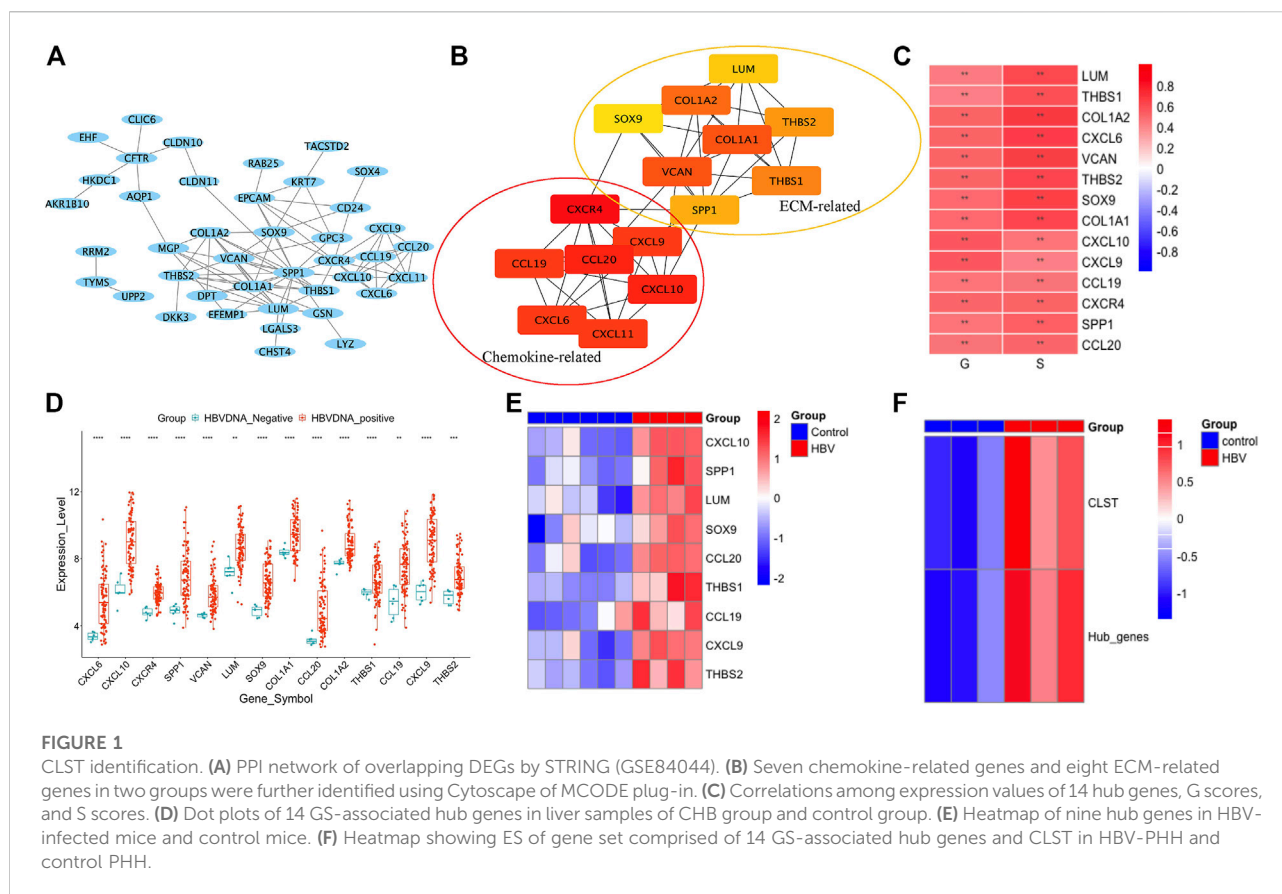 A
CLIC6
EHF
CFTR
CLDN10
HKDC1
AKR1B10
AQP1
CLDN11
RAB25
TACSTD2
KRT7
SOX4
EPCAM
CD24
SOX9
GPC3
CXCL9
CCL20
CXCR4
CCL19
CXCL10
CXCL11
CXCL6
COL1A2
MGP
VCAN
SPP1
THBS2
COL1A1
THBS1
DPT
LUM
DKK3
EFEMP1
GSN
LGALS3
CHST4
LYZ
RRM2
TYMS
UPP2
B
LUM
COL1A2
SOX9
THBS2
COL1A1
VCAN
THBS1
SPP1
ECM-related
CXCR4
CXCL9
CCL19
CCL20
CXCL10
CXCL6
CXCL11
Chemokine-related
C
** ** LUM
** ** THBS1
** ** COL1A2
** ** CXCL6
** ** VCAN
** ** THBS2
** ** SOX9
** ** COL1A1
** ** CXCL10
** ** CXCL9
** ** CCL19
** ** CXCR4
** ** SPP1
** ** CCL20
G S
0.8
0.6
0.4
0.2
0
-0.2
-0.4
-0.6
-0.8
D
Group HBVDNA_Negative HBVDNA_positive
**** **** **** **** **** ** **** **** **** **** **** ** **** ***
Expression_Level
12
8
4
CXCL6 CXCL10 CXCR4 SPP1 VCAN LUM SOX9 COL1A1 CCL20 COL1A2 THBS1 CCL19 CXCL9 THBS2
Gene_Symbol
E
Group
CXCL10
SPP1
LUM
SOX9
CCL20
THBS1
CCL19
CXCL9
THBS2
2
1
0
-1
-2
Group
Control
HBV
F
Group
CLST
Hub_genes
1
0.5
0
-0.5
-1
Group
control
HBV
FIGURE 1
CLST identification. (A) PPI network of overlapping DEGs by STRING (GSE84044). (B) Seven chemokine-related genes and eight ECM-related
genes in two groups were further identified using Cytoscape of MCODE plug-in. (C) Correlations among expression values of 14 hub genes, G scores,
and S scores. (D) Dot plots of 14 GS-associated hub genes in liver samples of CHB group and control group. (E) Heatmap of nine hub genes in HBV-
infected mice and control mice. (F) Heatmap showing ES of gene set comprised of 14 GS-associated hub genes and CLST in HBV-PHH and
control PHH.